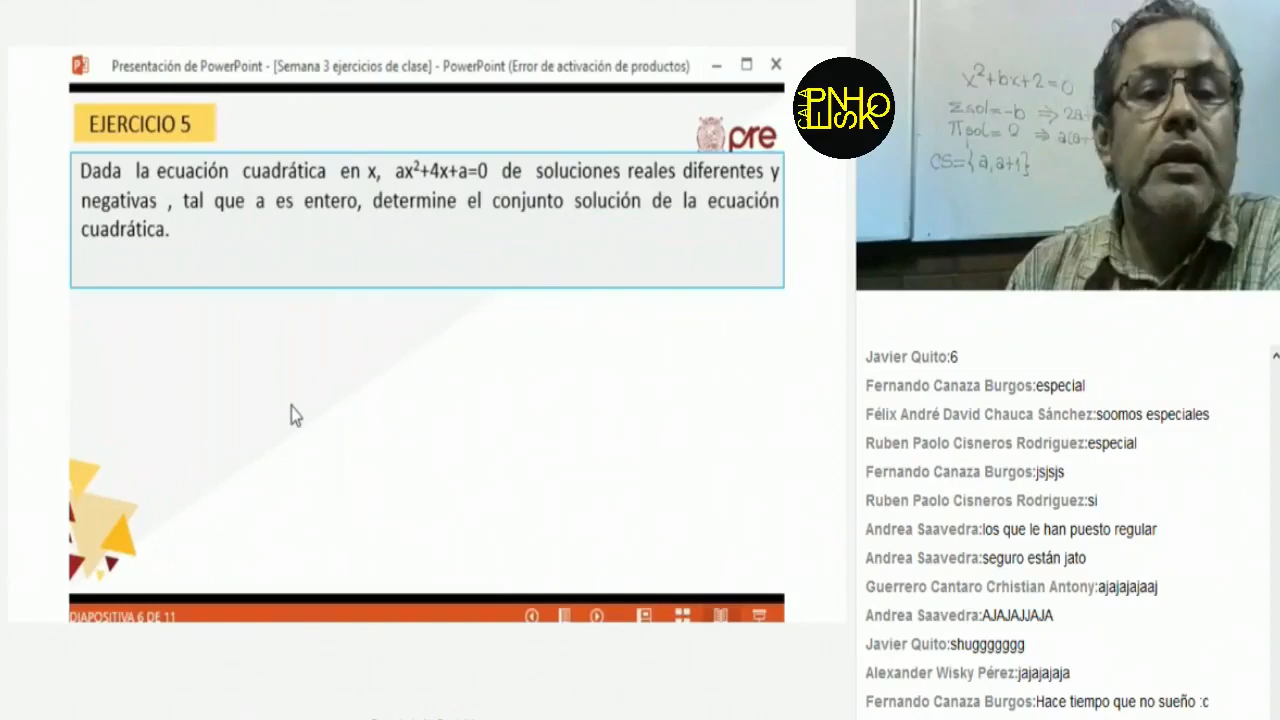 Presentación de PowerPoint - [Semana 3 ejercicios de clase] - PowerPoint (Error de activación de productos)
EJERCICIO 5
pre
Dada la ecuación cuadrática en x, ax²+4x+a=0 de soluciones reales diferentes y
negativas , tal que a es entero, determine el conjunto solución de la ecuación
cuadrática.
DIAPOSITIVA 6 DE 11
x²+bx+2=0
Σsol=-b ⇒ 2a+
πsol= 2 ⇒ a(a+
CS={a,a+1}
Javier Quito:6
Fernando Canaza Burgos:especial
Félix André David Chauca Sánchez:soomos especiales
Ruben Paolo Cisneros Rodriguez:especial
Fernando Canaza Burgos:jsjsjs
Ruben Paolo Cisneros Rodriguez:si
Andrea Saavedra:los que le han puesto regular
Andrea Saavedra:seguro están jato
Guerrero Cantaro Crhistian Antony:ajajajajaaj
Andrea Saavedra:AJAJAJJAJA
Javier Quito:shuggggggg
Alexander Wisky Pérez:jajajajaja
Fernando Canaza Burgos:Hace tiempo que no sueño :c